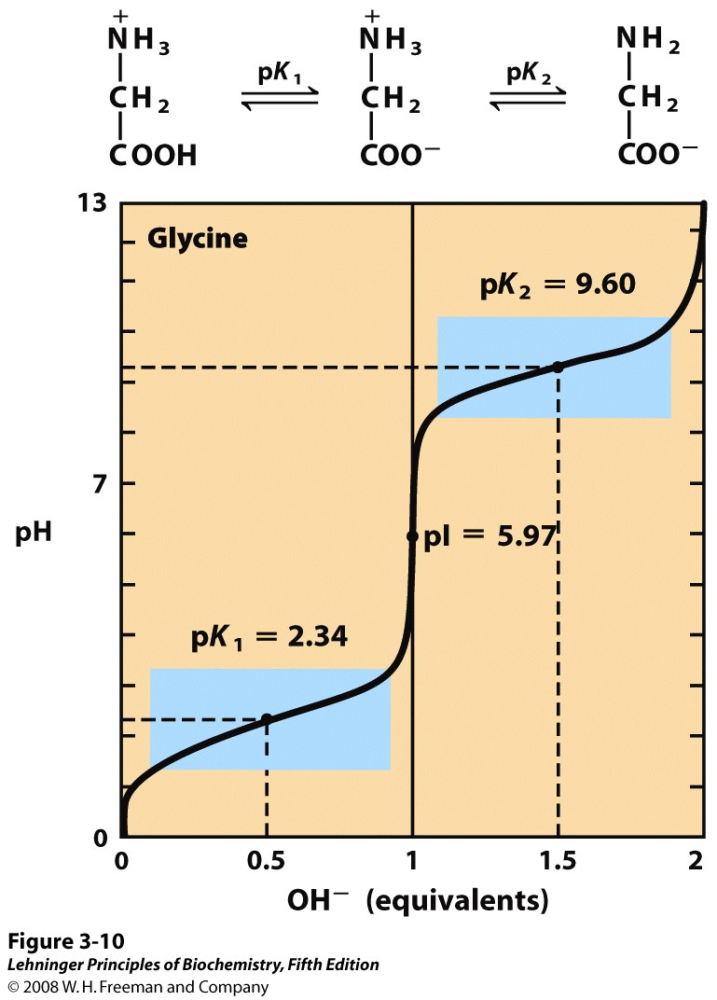 + +
NH3 NH3 NH2
pK1 pK2
CH2 CH2 CH2
COOH COO− COO−
13
Glycine
pK2 = 9.60
7
pH
pI = 5.97
pK1 = 2.34
0
0 0.5 1 1.5 2
OH− (equivalents)
Figure 3-10
Lehninger Principles of Biochemistry, Fifth Edition
© 2008 W. H. Freeman and Company